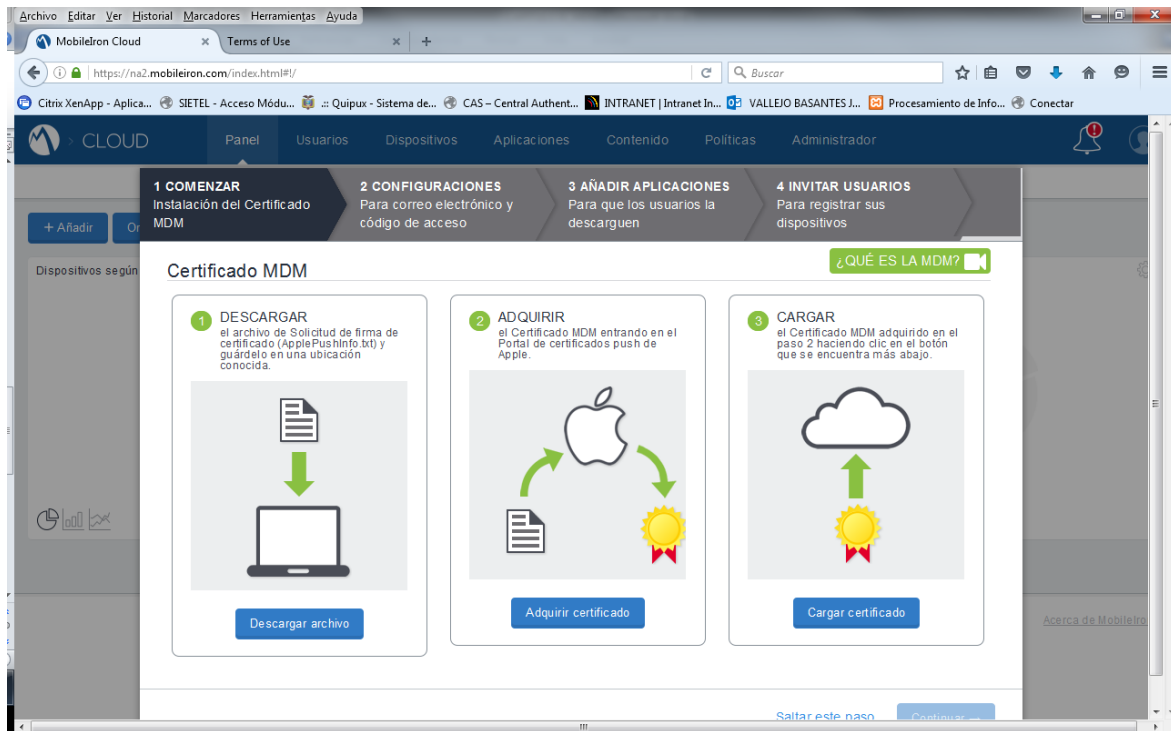 Archivo Editar Ver Historial Marcadores Herramientas Ayuda
MobileIron Cloud
Terms of Use
https://na2.mobileiron.com/index.html#!/
Buscar
Citrix XenApp - Aplica...
SIETEL - Acceso Módu...
.:: Quipux - Sistema de...
CAS – Central Authent...
INTRANET | Intranet In...
VALLEJO BASANTES J...
Procesamiento de Info...
Conectar
CLOUD
Panel
Usuarios
Dispositivos
Aplicaciones
Contenido
Políticas
Administrador
1 COMENZAR
Instalación del Certificado
MDM
2 CONFIGURACIONES
Para correo electrónico y
código de acceso
3 AÑADIR APLICACIONES
Para que los usuarios la
descarguen
4 INVITAR USUARIOS
Para registrar sus
dispositivos
+ Añadir
Or
Dispositivos según
Certificado MDM
¿QUÉ ES LA MDM?
1 DESCARGAR
el archivo de Solicitud de firma de
certificado (ApplePushInfo.txt) y
guárdelo en una ubicación
conocida.
Descargar archivo
2 ADQUIRIR
el Certificado MDM entrando en el
Portal de certificados push de
Apple.
Adquirir certificado
3 CARGAR
el Certificado MDM adquirido en el
paso 2 haciendo clic en el botón
que se encuentra más abajo.
Cargar certificado
Acerca de MobileIro
Saltar este paso
Continuar →